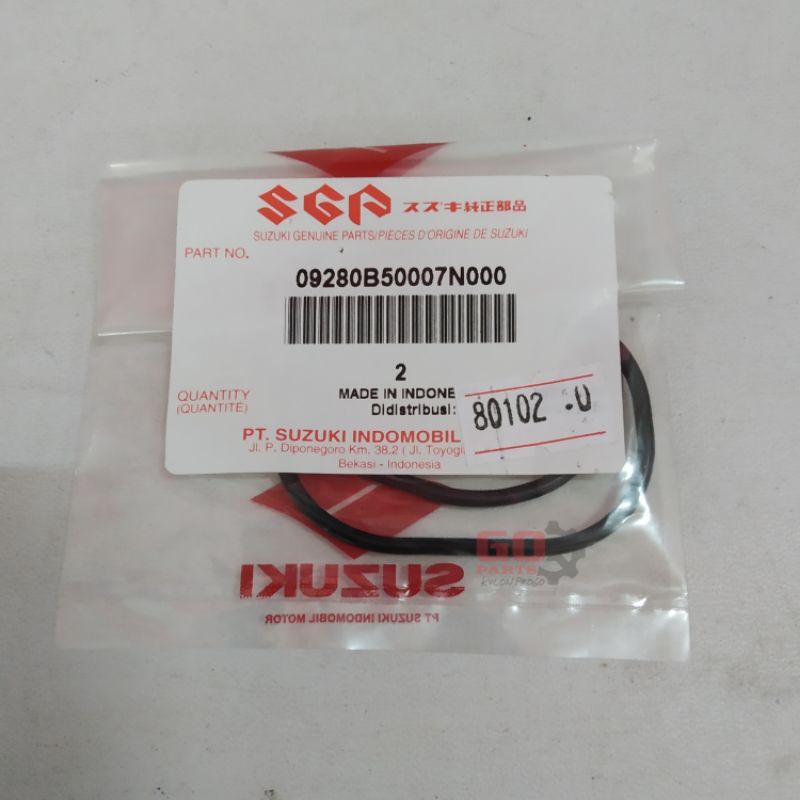 SGP スズキ純正部品
SUZUKI GENUINE PARTS/PIÈCES D'ORIGINE DE SUZUKI
PART NO.
09280B50007N000
2
QUANTITY
(QUANTITÉ)
MADE IN INDONE
Didistribusi:
80102 -U
PT. SUZUKI INDOMOBIL
Jl. P. Diponegoro Km. 38.2 ( Jl. Toyogi
Bekasi - Indonesia
GO
PARTS
KULONPROGO
SUZUKI
PT SUZUKI INDOMOBIL MOTOR